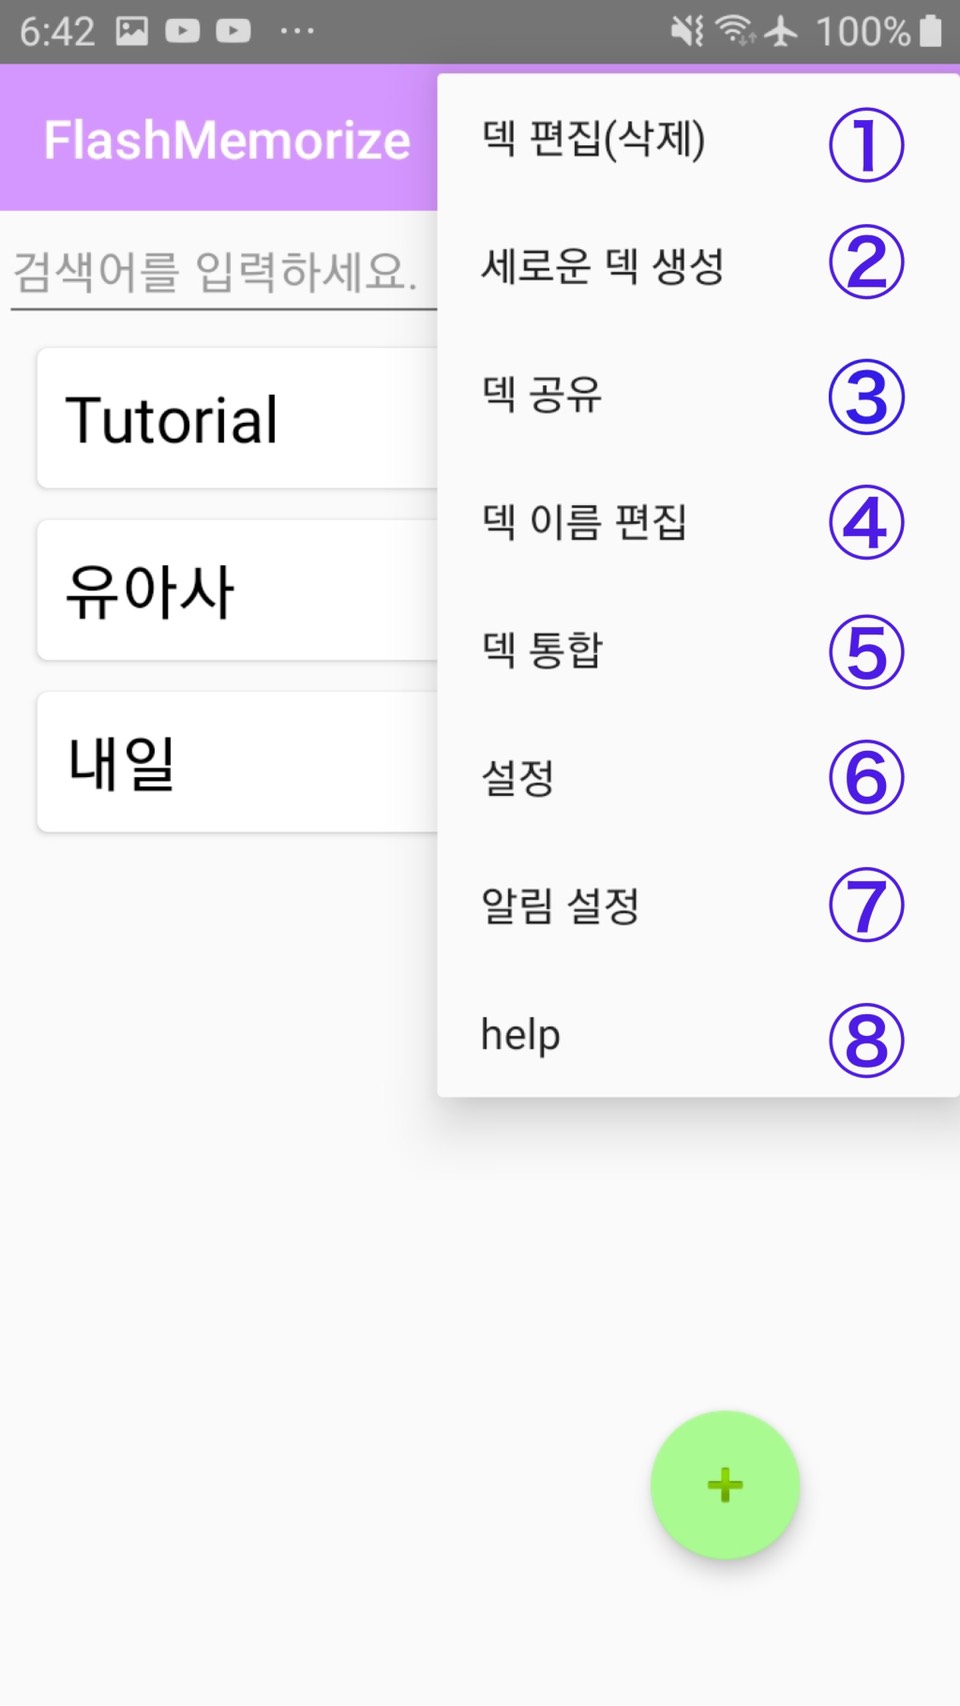 6:42 100%
FlashMemorize
검색어를 입력하세요.
Tutorial
유아사
내일
덱 편집(삭제) ①
세로운 덱 생성 ②
덱 공유 ③
덱 이름 편집 ④
덱 통합 ⑤
설정 ⑥
알림 설정 ⑦
help ⑧